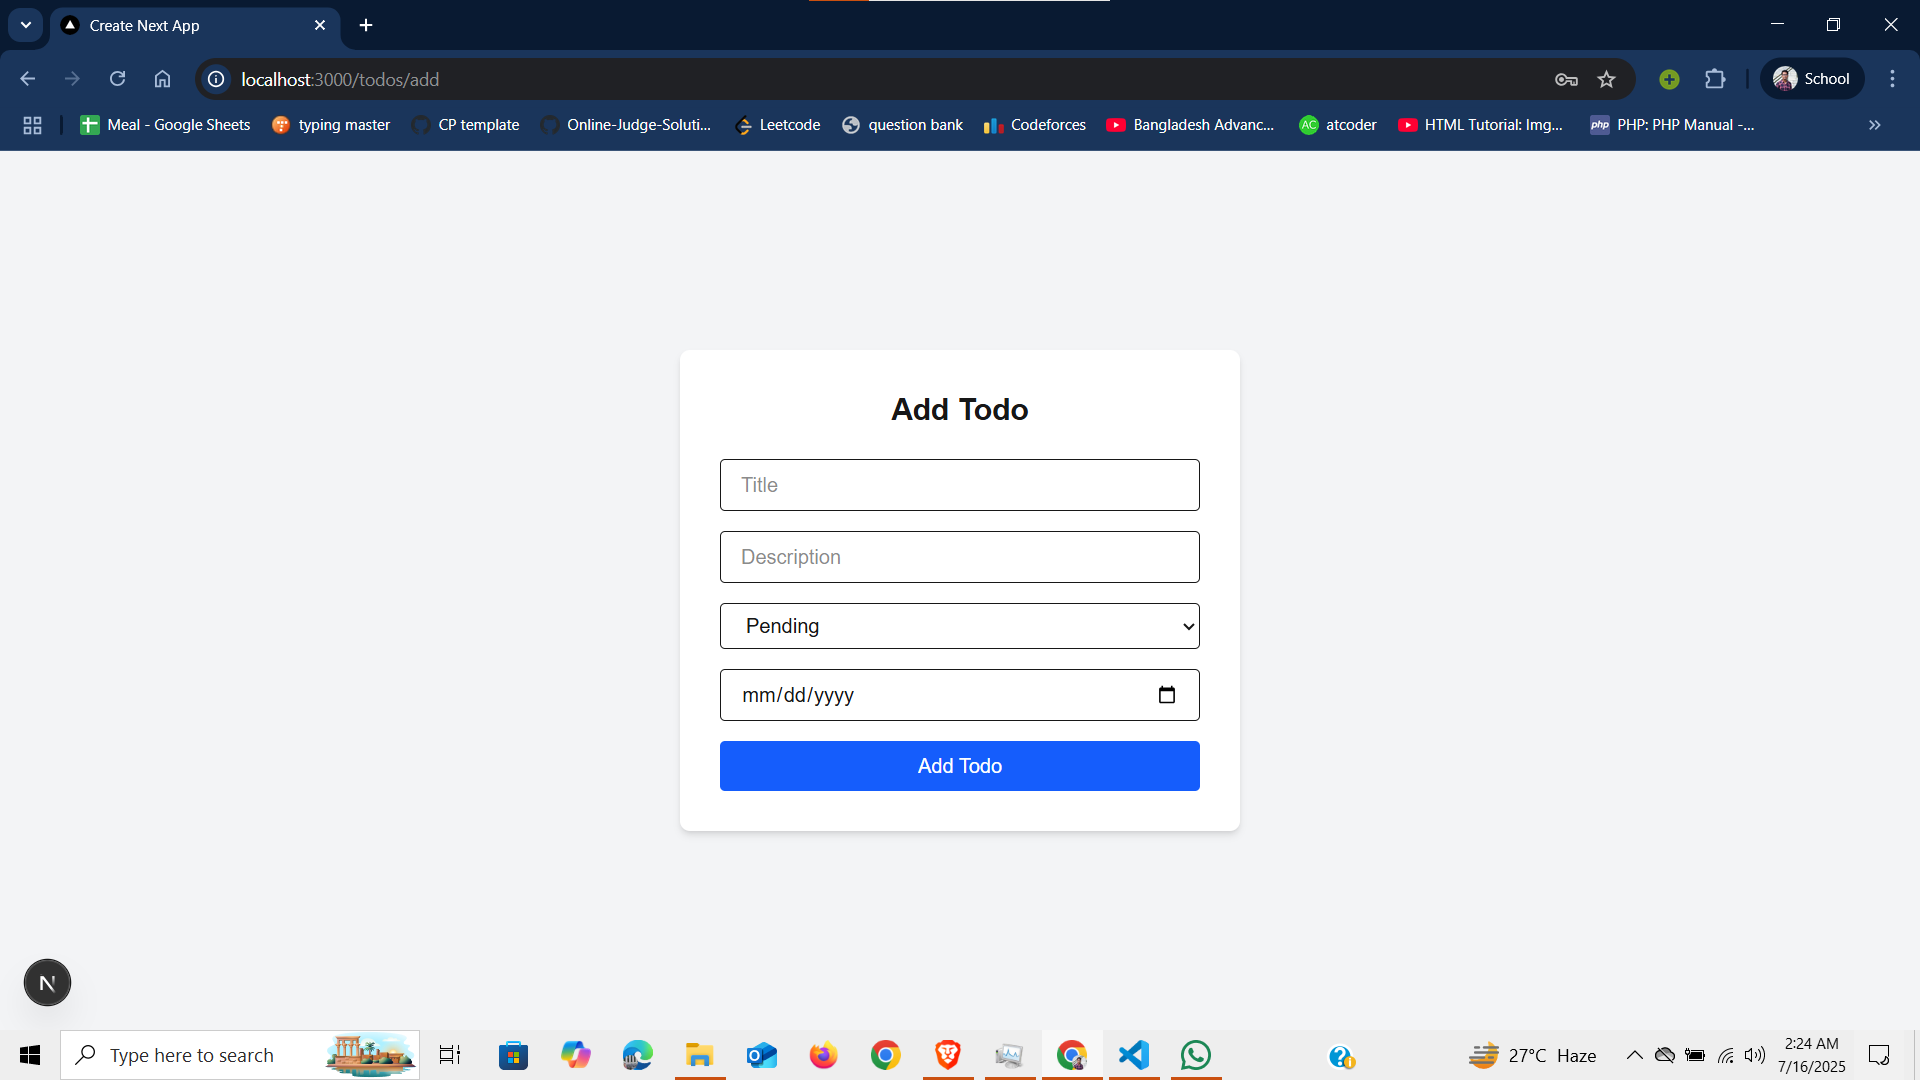 Create Next App
localhost:3000/todos/add
School
Meal - Google Sheets
typing master
CP template
Online-Judge-Soluti...
Leetcode
question bank
Codeforces
Bangladesh Advanc...
AC
atcoder
HTML Tutorial: Img...
php
PHP: PHP Manual -...
Add Todo
Title
Description
Pending
mm/dd/yyyy
Add Todo
N
Type here to search
27°C Haze
2:24 AM
7/16/2025